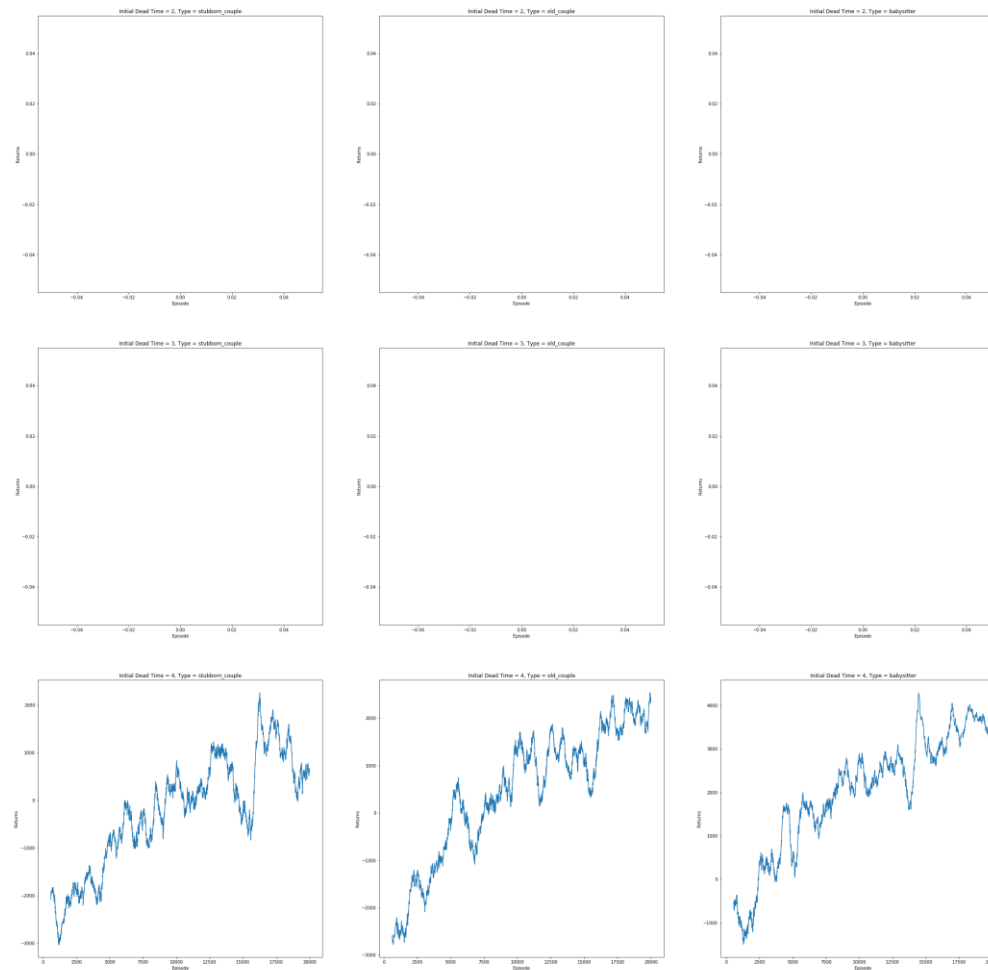 Initial Dead Time = 2, Type = stubborn_couple
0.04
0.02
0.00
−0.02
−0.04
Returns
−0.04 −0.02 0.00 0.02 0.04
Episode
Initial Dead Time = 2, Type = old_couple
0.04
0.02
0.00
−0.02
−0.04
Returns
−0.04 −0.02 0.00 0.02 0.04
Episode
Initial Dead Time = 2, Type = babysitter
0.04
0.02
0.00
−0.02
−0.04
Returns
−0.04 −0.02 0.00 0.02 0.04
Episode
Initial Dead Time = 3, Type = stubborn_couple
0.04
0.02
0.00
−0.02
−0.04
Returns
−0.04 −0.02 0.00 0.02 0.04
Episode
Initial Dead Time = 3, Type = old_couple
0.04
0.02
0.00
−0.02
−0.04
Returns
−0.04 −0.02 0.00 0.02 0.04
Episode
Initial Dead Time = 3, Type = babysitter
0.04
0.02
0.00
−0.02
−0.04
Returns
−0.04 −0.02 0.00 0.02 0.04
Episode
Initial Dead Time = 4, Type = stubborn_couple
2000
1000
0
−1000
−2000
−3000
Returns
0 2500 5000 7500 10000 12500 15000 17500 20000
Episode
Initial Dead Time = 4, Type = old_couple
2000
1000
0
−1000
−2000
−3000
Returns
0 2500 5000 7500 10000 12500 15000 17500 20000
Episode
Initial Dead Time = 4, Type = babysitter
4000
3000
2000
1000
0
−1000
Returns
0 2500 5000 7500 10000 12500 15000 17500
Episode